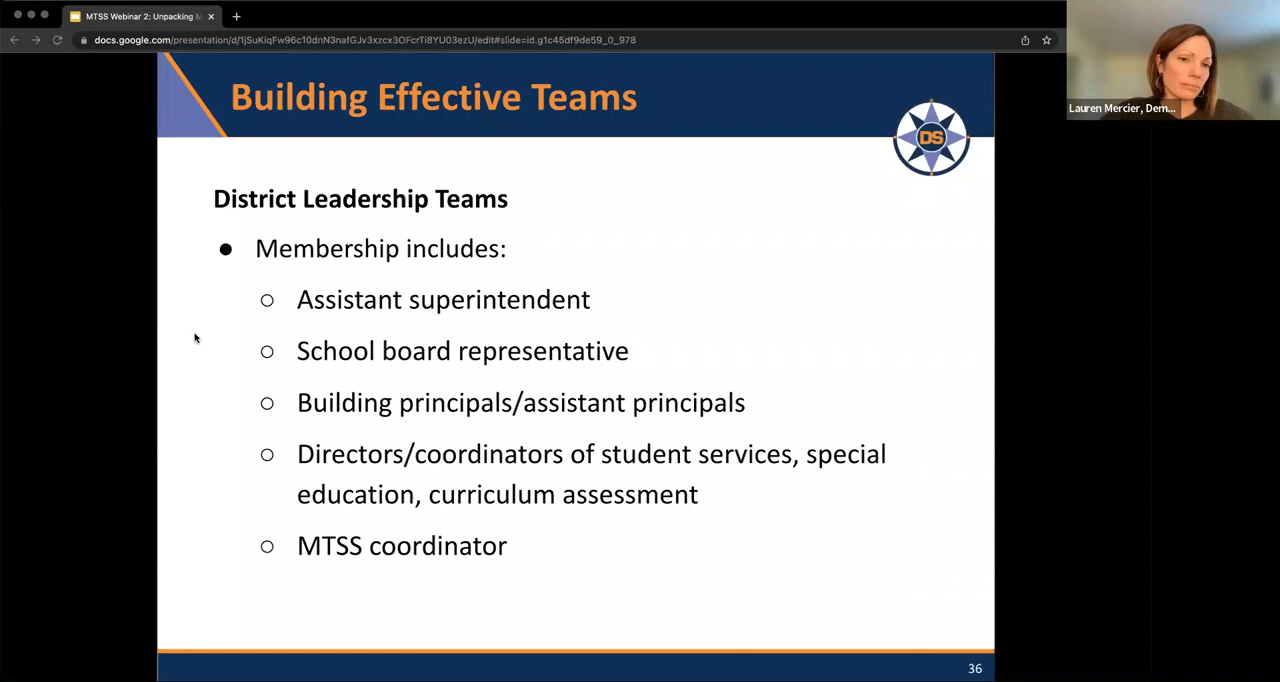 MTSS Webinar 2: Unpacking M
docs.google.com/presentation/d/1jSuKiqFw96c10dnN3nafGJv3xzcx3OFcrTi8YU03ezU/edit#slide=id.g1c45df9de59_0_978
Lauren Mercier, Dem...
Building Effective Teams
DS
District Leadership Teams
● Membership includes:
○ Assistant superintendent
○ School board representative
○ Building principals/assistant principals
○ Directors/coordinators of student services, special
education, curriculum assessment
○ MTSS coordinator
36